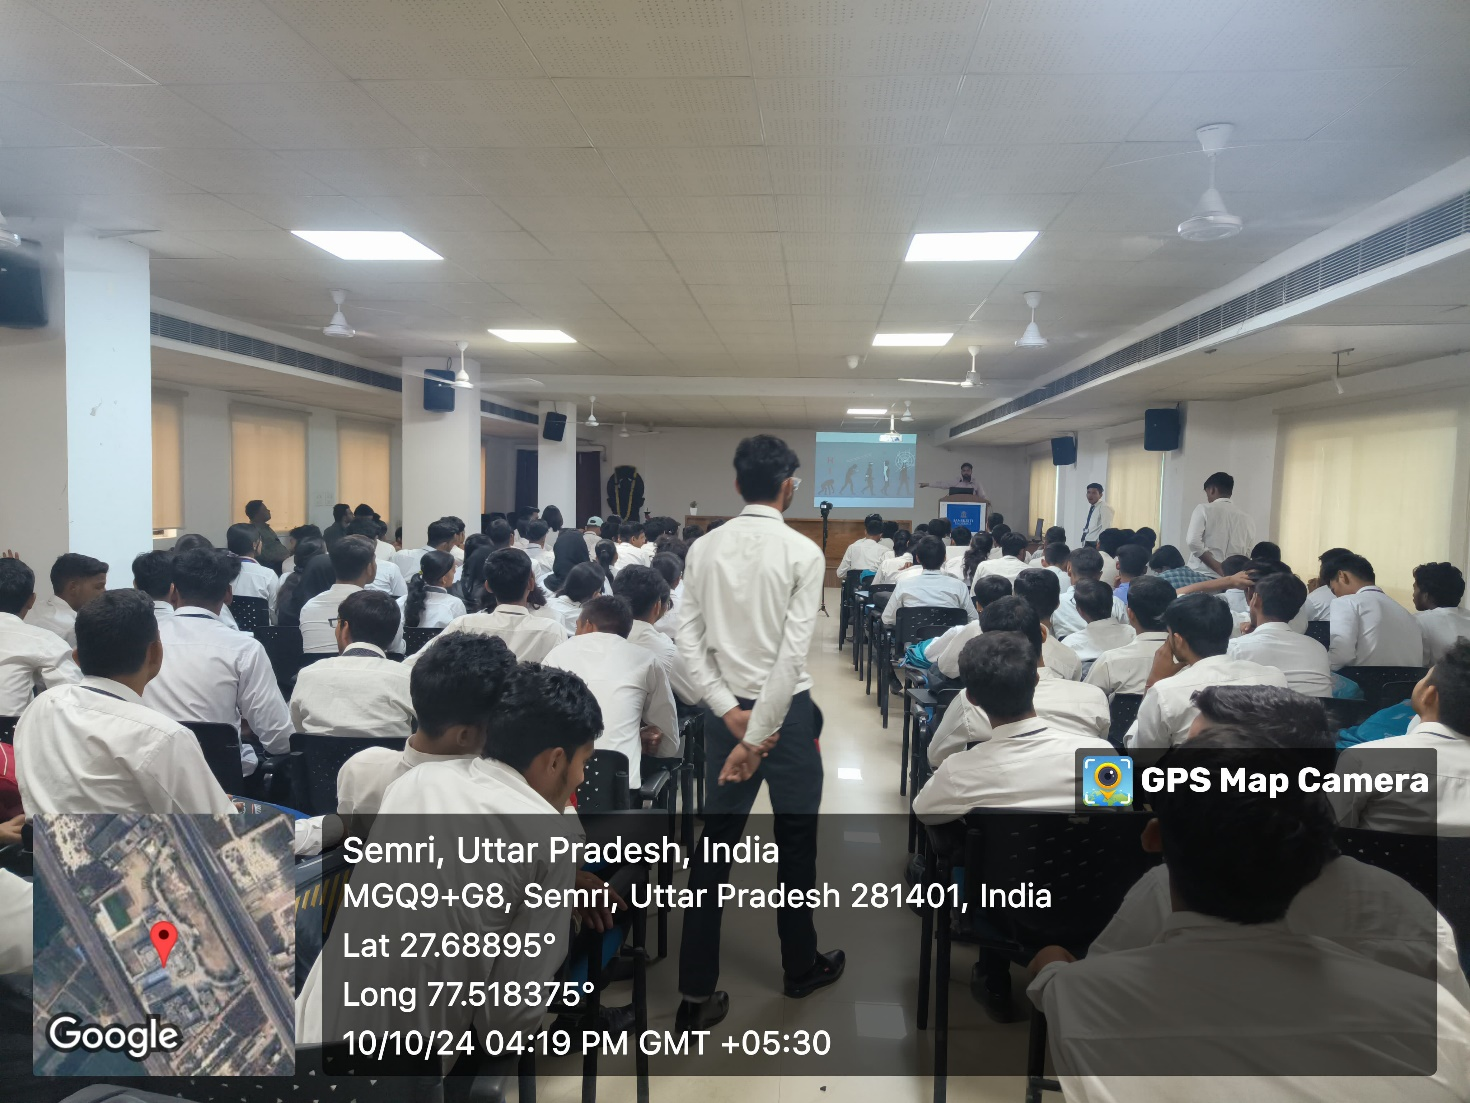 GPS Map Camera
Semri, Uttar Pradesh, India
MGQ9+G8, Semri, Uttar Pradesh 281401, India
Lat 27.68895°
Long 77.518375°
10/10/24 04:19 PM GMT +05:30
Google